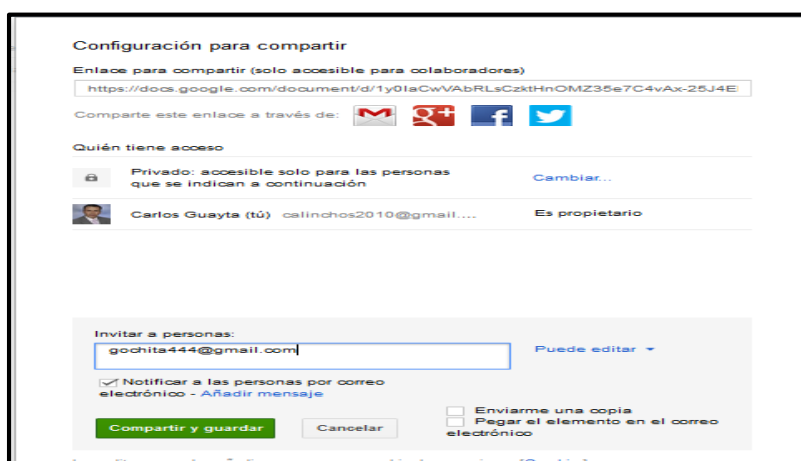 Configuración para compartir
Enlace para compartir (solo accesible para colaboradores)
https://docs.google.com/document/d/1y0IaCwVAbRLsCzktHnOMZ35e7C4vAx-25J4E
Comparte este enlace a través de:
Quién tiene acceso
Privado: accesible solo para las personas
que se indican a continuación
Cambiar...
Carlos Guayta (tú) calinchos2010@gmail.... Es propietario
Invitar a personas:
gochita444@gmail.com
Puede editar
Notificar a las personas por correo
electrónico - Añadir mensaje
Compartir y guardar
Cancelar
Enviarme una copia
Pegar el elemento en el correo
electrónico